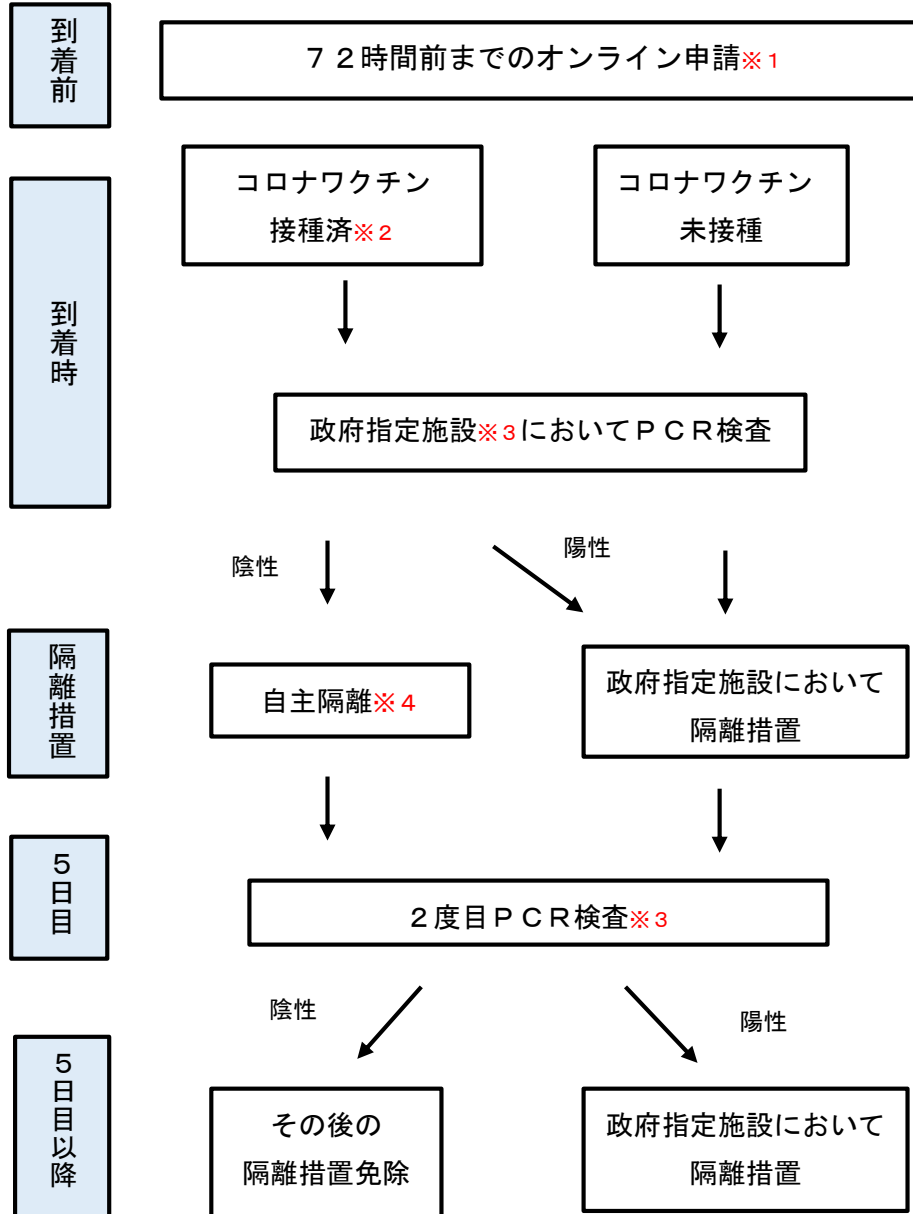 到着前
７２時間前までのオンライン申請※１
コロナワクチン
接種済※２
コロナワクチン
未接種
到着時
政府指定施設※３においてＰＣＲ検査
陰性
陽性
隔離措置
自主隔離※４
政府指定施設において
隔離措置
５日目
２度目ＰＣＲ検査※３
陰性
陽性
５日目以降
その後の
隔離措置免除
政府指定施設において
隔離措置